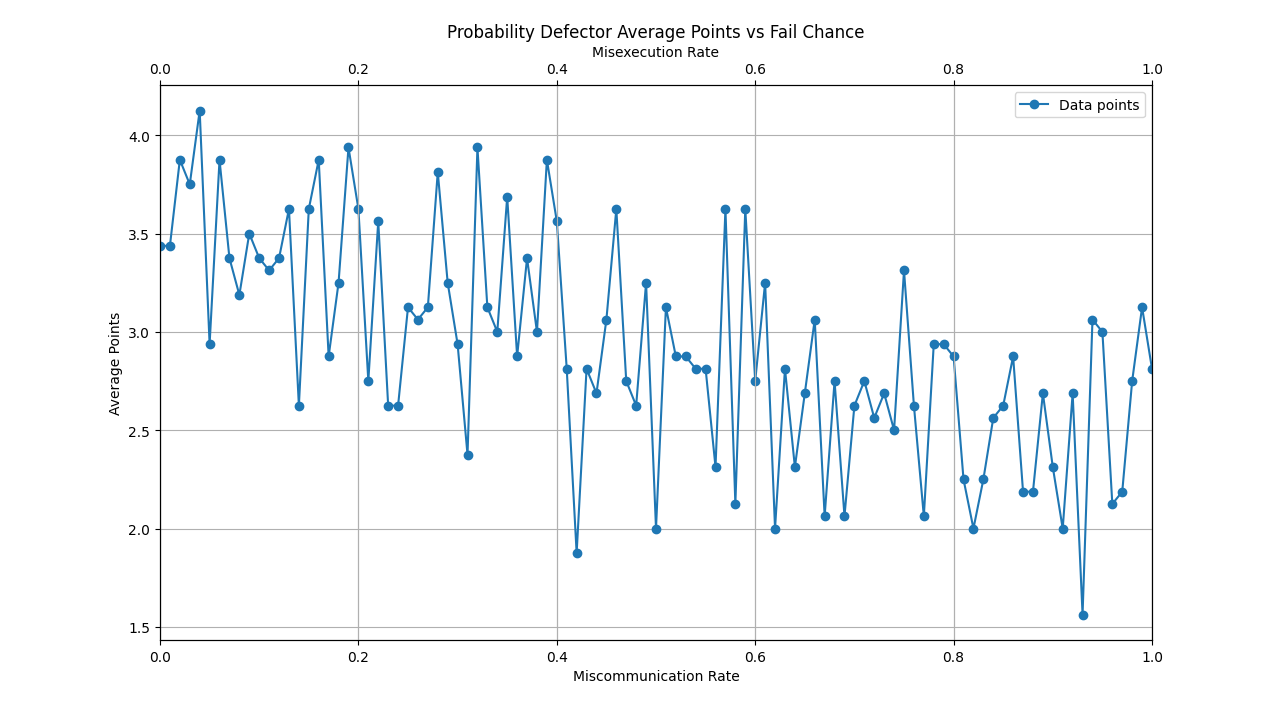 Probability Defector Average Points vs Fail Chance
Misexecution Rate
0.0 0.2 0.4 0.6 0.8 1.0
Data points
4.0
3.5
3.0
2.5
2.0
1.5
Average Points
0.0 0.2 0.4 0.6 0.8 1.0
Miscommunication Rate